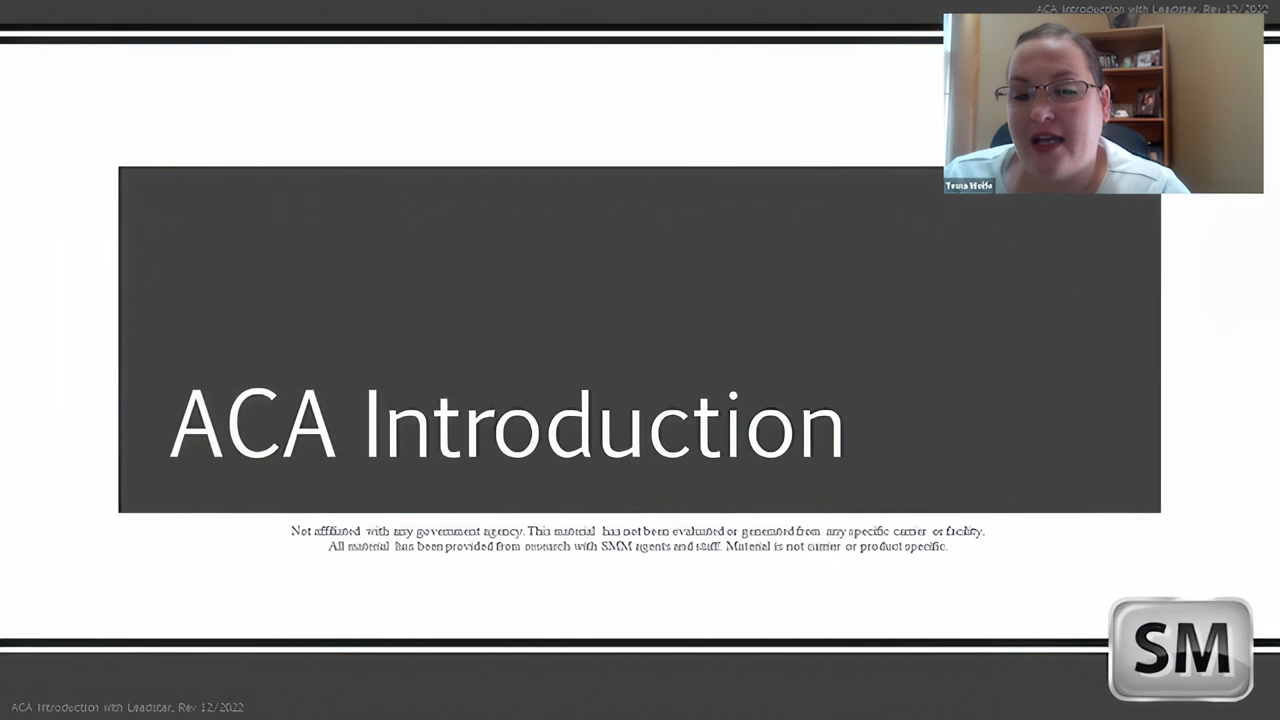 ACA Introduction with Leadstar, Rev 12/2022
ACA Introduction
Not affiliated with any government agency. This material has not been evaluated or generated from any specific carrier or facility.
All material has been provided from research with SMM agents and staff. Material is not carrier or product specific.
SM
ACA Introduction with Leadstar, Rev 12/2022